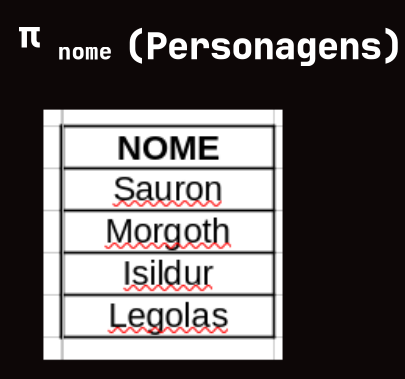 π nome (Personagens)
NOME
Sauron
Morgoth
Isildur
Legolas